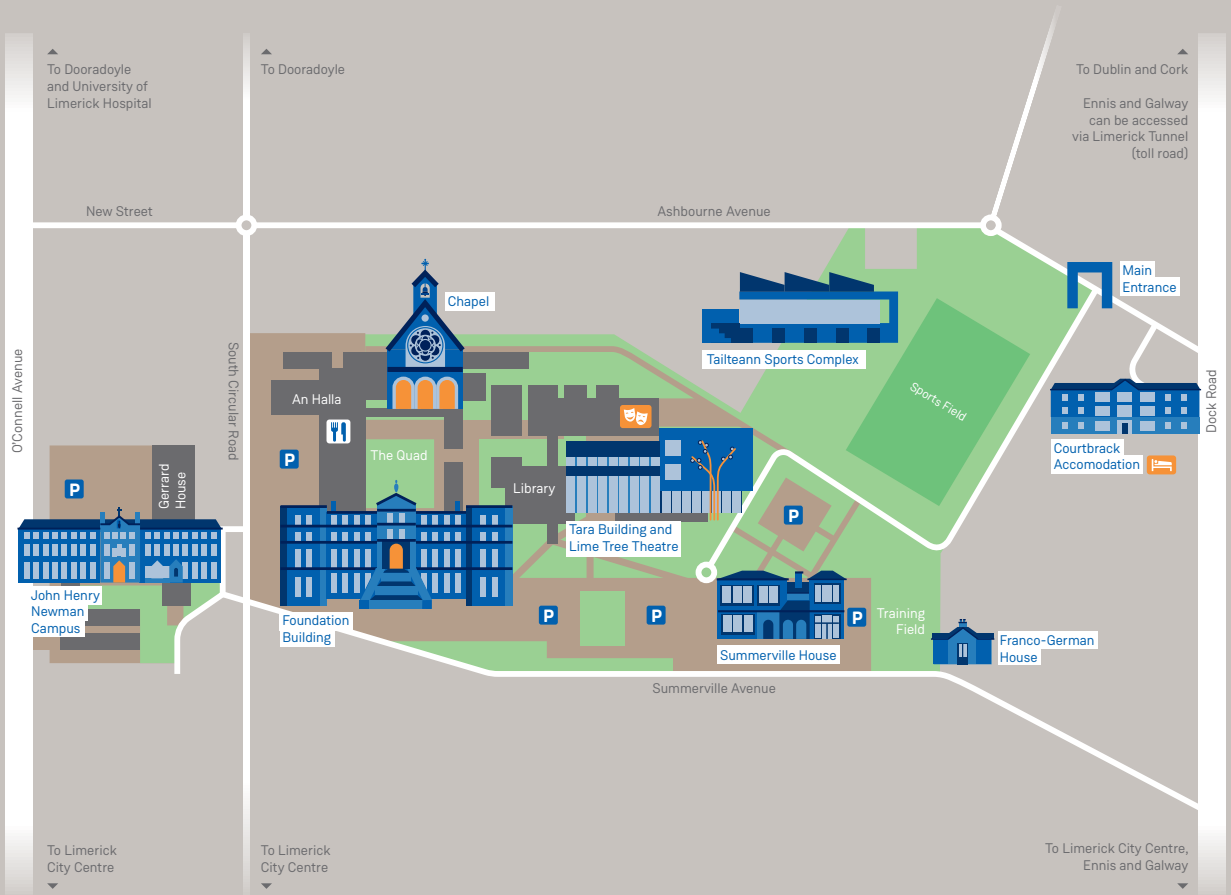 To Dooradoyle
and University of
Limerick Hospital
To Dooradoyle
To Dublin and Cork
Ennis and Galway
can be accessed
via Limerick Tunnel
(toll road)
New Street
Ashbourne Avenue
Main
Entrance
Chapel
Tailteann Sports Complex
O'Connell Avenue
South Circular Road
Dock Road
An Halla
Sports Field
Courtbrack
Accomodation
The Quad
P
P
Gerrard
House
Library
P
Tara Building and
Lime Tree Theatre
John Henry
Newman
Campus
Foundation
Building
P
P
P
Training
Field
Summerville House
Franco-German
House
Summerville Avenue
To Limerick
City Centre
To Limerick
City Centre
To Limerick City Centre,
Ennis and Galway